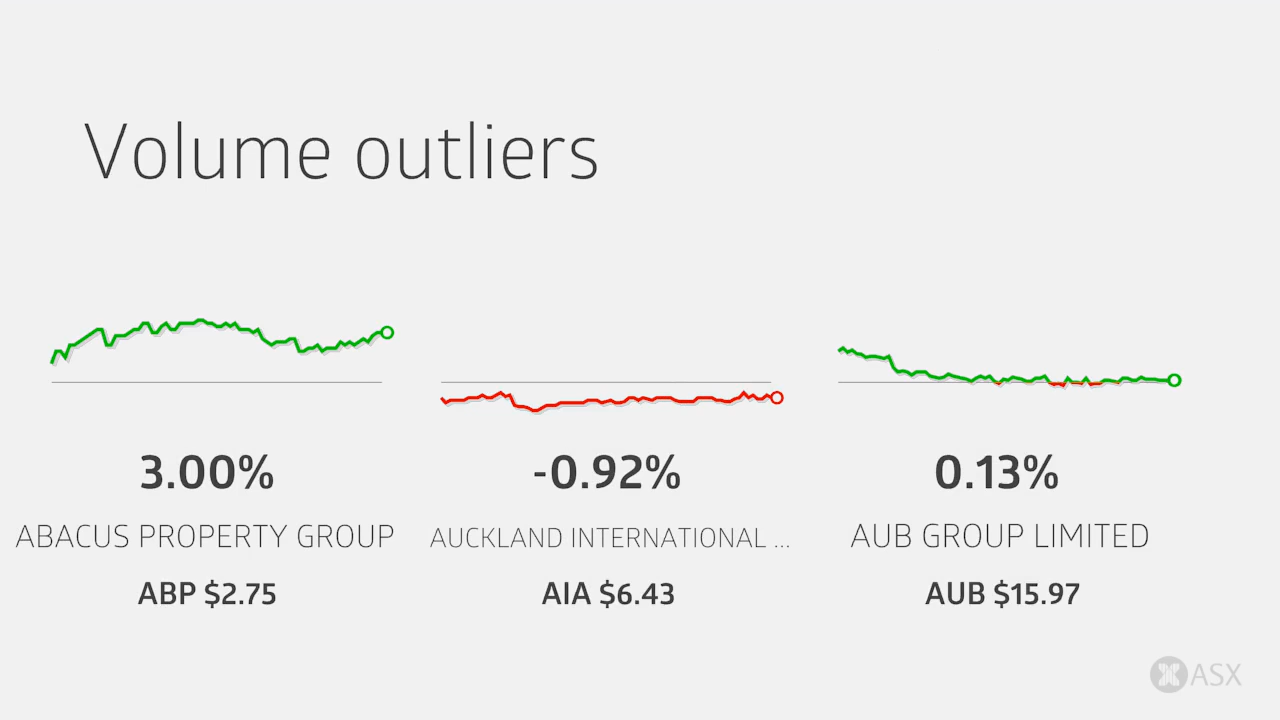 Volume outliers
3.00%
-0.92%
0.13%
ABACUS PROPERTY GROUP
AUCKLAND INTERNATIONAL ...
AUB GROUP LIMITED
ABP $2.75
AIA $6.43
AUB $15.97
ASX